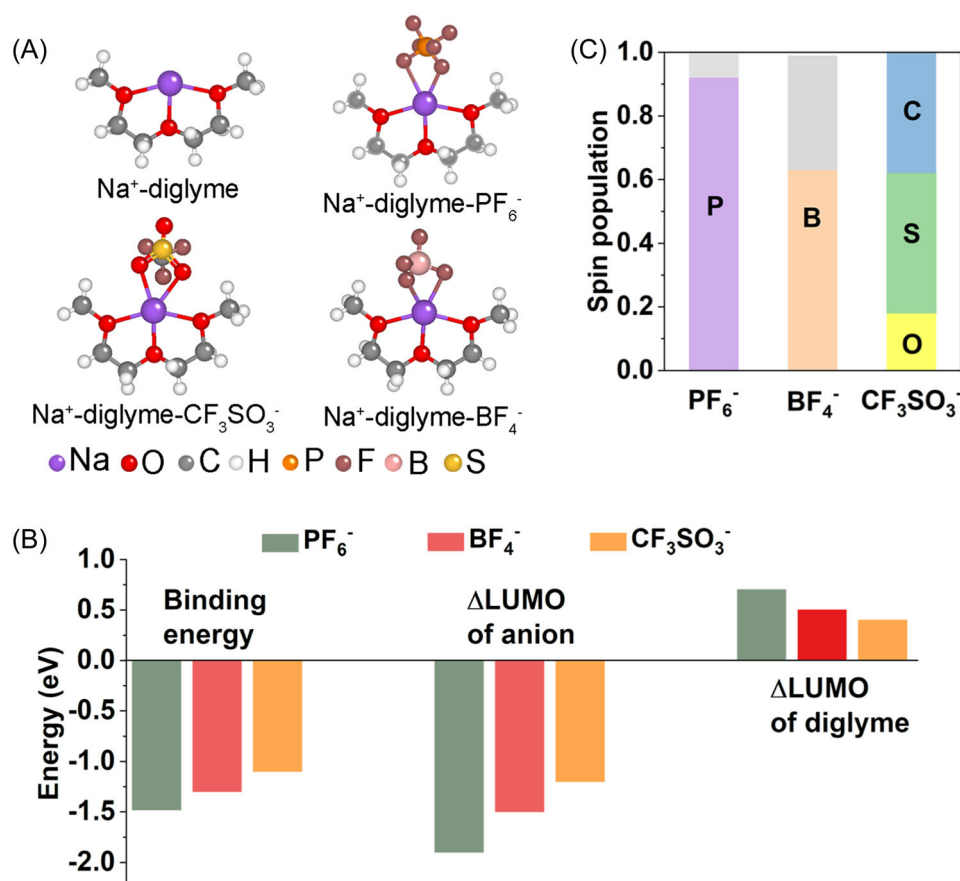 (A)
Na⁺-diglyme
Na⁺-diglyme-PF₆⁻
Na⁺-diglyme-CF₃SO₃⁻
Na⁺-diglyme-BF₄⁻
Na O C H P F B S
(C)
Spin population
1.0
0.8
0.6
0.4
0.2
0.0
P
B
C
S
O
PF₆⁻ BF₄⁻ CF₃SO₃⁻
(B)
PF₆⁻ BF₄⁻ CF₃SO₃⁻
Energy (eV)
1.0
0.5
0.0
-0.5
-1.0
-1.5
-2.0
Binding
energy
ΔLUMO
of anion
ΔLUMO
of diglyme